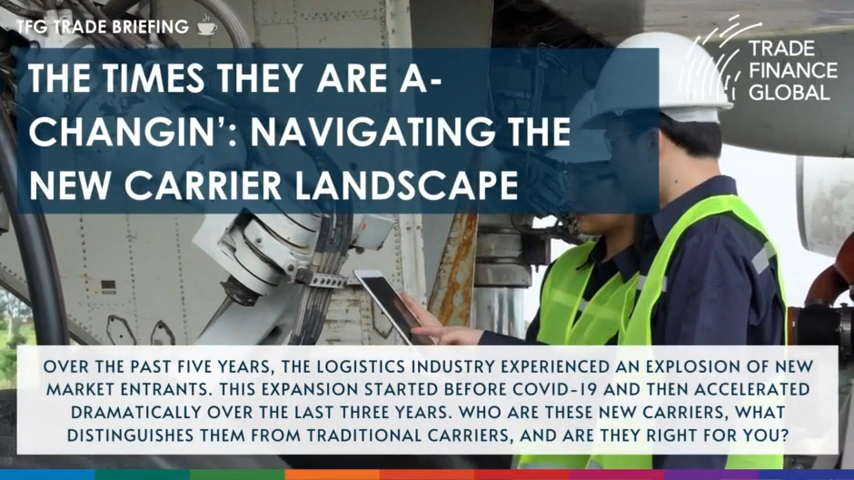 TFG TRADE BRIEFING
TRADE
FINANCE
GLOBAL
THE TIMES THEY ARE A-
CHANGIN’: NAVIGATING THE
NEW CARRIER LANDSCAPE
OVER THE PAST FIVE YEARS, THE LOGISTICS INDUSTRY EXPERIENCED AN EXPLOSION OF NEW
MARKET ENTRANTS. THIS EXPANSION STARTED BEFORE COVID-19 AND THEN ACCELERATED
DRAMATICALLY OVER THE LAST THREE YEARS. WHO ARE THESE NEW CARRIERS, WHAT
DISTINGUISHES THEM FROM TRADITIONAL CARRIERS, AND ARE THEY RIGHT FOR YOU?